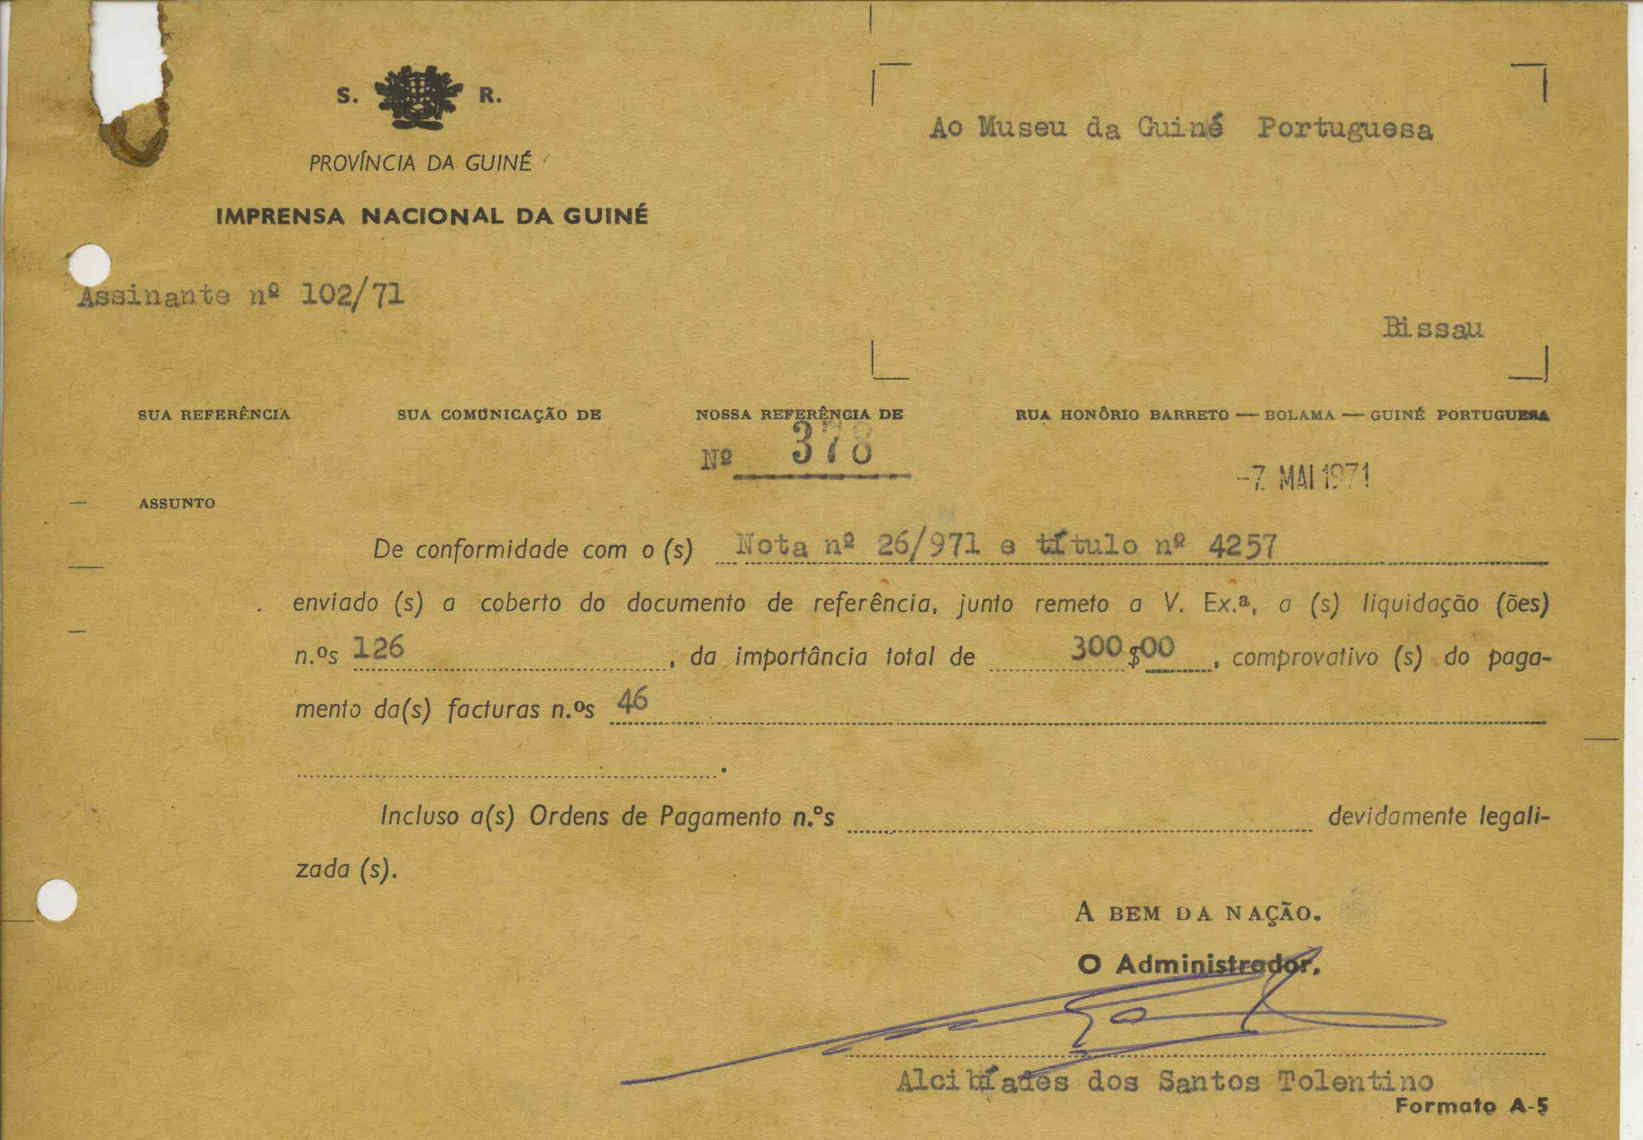 S. R.
PROVÍNCIA DA GUINÉ
IMPRENSA NACIONAL DA GUINÉ
Ao Museu da Guiné Portuguesa
Assinante nº 102/71
Bissau
SUA REFERÊNCIA SUA COMUNICAÇÃO DE NOSSA REFERÊNCIA DE RUA HONÓRIO BARRETO — BOLAMA — GUINÉ PORTUGUESA
Nº 378
-7 MAI 1971
ASSUNTO
De conformidade com o (s) Nota nº 26/971 e título nº 4257
enviado (s) a coberto do documento de referência, junto remeto a V. Ex.ª, a (s) liquidação (ões)
n.ºs 126, da importância total de 300$00, comprovativo (s) do paga-
mento da(s) facturas n.ºs 46
.
Incluso a(s) Ordens de Pagamento n.ºs devidamente legali-
zada (s).
A BEM DA NAÇÃO.
O Administrador,
Alcibíades dos Santos Tolentino
Formato A-5